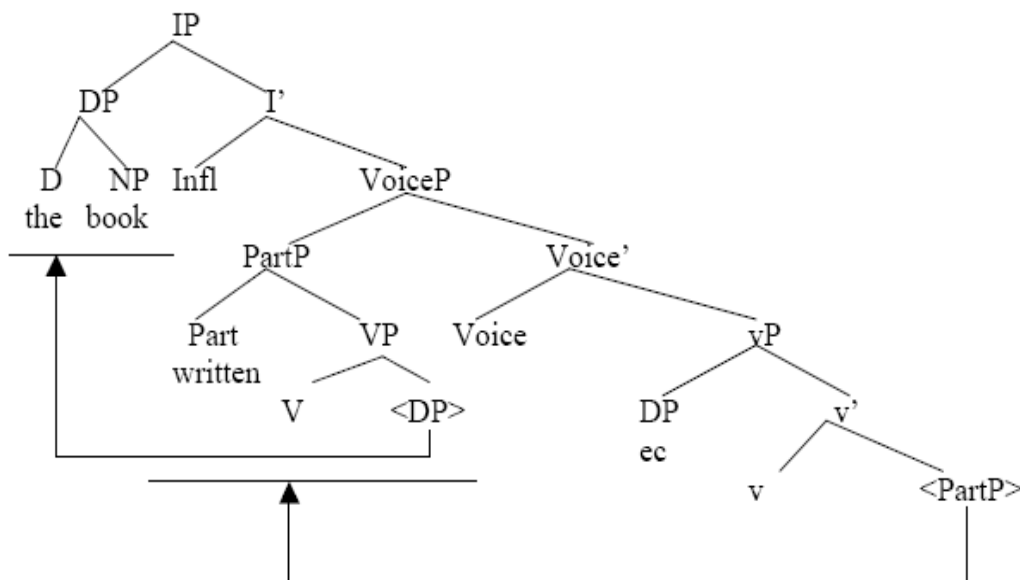 IP
DP I’
D NP Infl VoiceP
the book
PartP Voice’
Part VP Voice vP
written
V <DP> DP v’
ec
v <PartP>